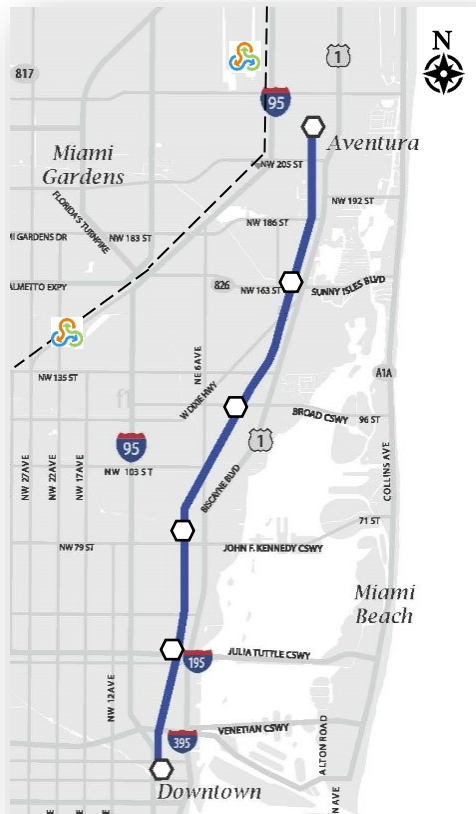 N
1
817
95
Aventura
Miami
Gardens
NW 205 ST
NW 192 ST
FLORIDA'S TURNPIKE
NW 186 ST
MI GARDENS DR
NW 183 ST
ALMETTO EXPY
826
NW 163 ST
SUNNY ISLES BLVD
NE 6 AVE
NW 135 ST
A1A
W DIXIE HWY
BROAD CSWY
96 ST
1
95
NW 103 ST
NW 27 AVE
NW 22 AVE
NW 17 AVE
COLLINS AVE
BISCAYNE BLVD
71 ST
NW 79 ST
JOHN F. KENNEDY CSWY
Miami
Beach
JULIA TUTTLE CSWY
195
NW 12 AVE
VENETIAN CSWY
395
ALTON ROAD
Downtown
N AVE